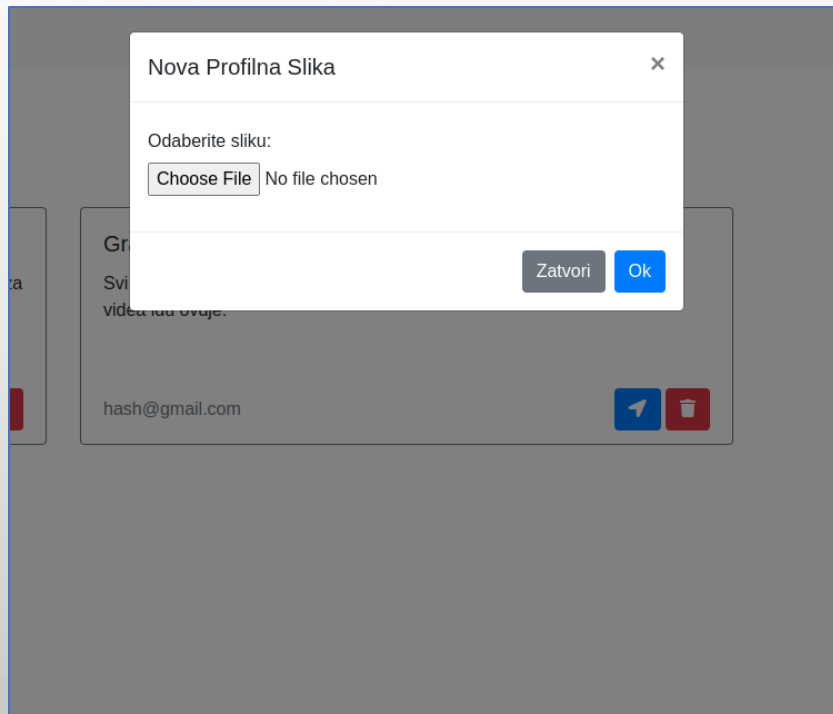 Nova Profilna Slika
×
Odaberite sliku:
Choose File No file chosen
Zatvori Ok
hash@gmail.com